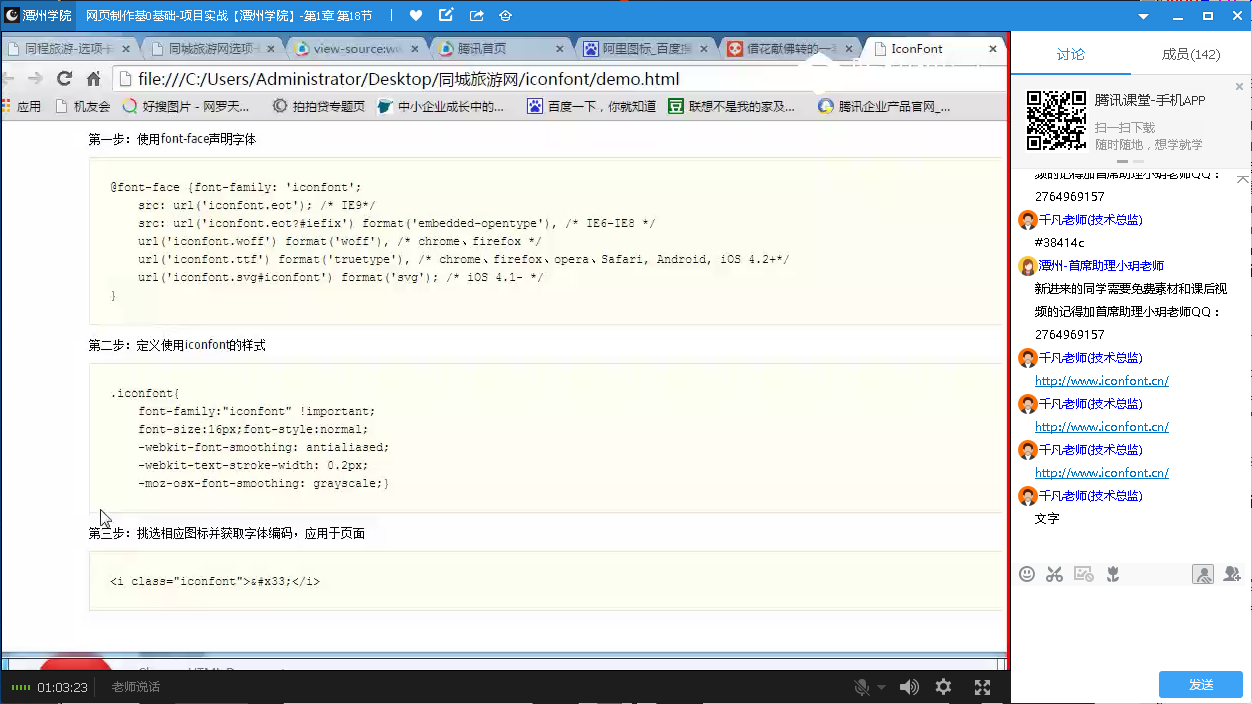 潭州学院
网页制作基0基础-项目实战【潭州学院】-第1章 第18节
同程旅游-选项卡
同城旅游网选项卡
view-source:w
腾讯首页
阿里图标_百度搜
借花献佛转的一
IconFont
file:///C:/Users/Administrator/Desktop/同城旅游网/iconfont/demo.html
应用
机友会
好搜图片 - 网罗天...
拍拍贷专题页
中小企业成长中的...
百度一下，你就知道
联想不是我的家及...
腾讯企业产品官网_...
第一步：使用font-face声明字体
@font-face {font-family: 'iconfont';
src: url('iconfont.eot'); /* IE9*/
src: url('iconfont.eot?#iefix') format('embedded-opentype'), /* IE6-IE8 */
url('iconfont.woff') format('woff'), /* chrome、firefox */
url('iconfont.ttf') format('truetype'), /* chrome、firefox、opera、Safari, Android, iOS 4.2+*/
url('iconfont.svg#iconfont') format('svg'); /* iOS 4.1- */
}
第二步：定义使用iconfont的样式
.iconfont{
font-family:"iconfont" !important;
font-size:16px;font-style:normal;
-webkit-font-smoothing: antialiased;
-webkit-text-stroke-width: 0.2px;
-moz-osx-font-smoothing: grayscale;}
第三步：挑选相应图标并获取字体编码，应用于页面
<i class="iconfont">&#x33;</i>
01:03:23
老师说话
讨论
成员(142)
腾讯课堂-手机APP
扫一扫下载
随时随地，想学就学
频的记得加首席助理小玥老师QQ：
2764969157
千凡老师(技术总监)
#38414c
潭州-首席助理小玥老师
新进来的同学需要免费素材和课后视
频的记得加首席助理小玥老师QQ：
2764969157
千凡老师(技术总监)
http://www.iconfont.cn/
千凡老师(技术总监)
http://www.iconfont.cn/
千凡老师(技术总监)
http://www.iconfont.cn/
千凡老师(技术总监)
文字
发送